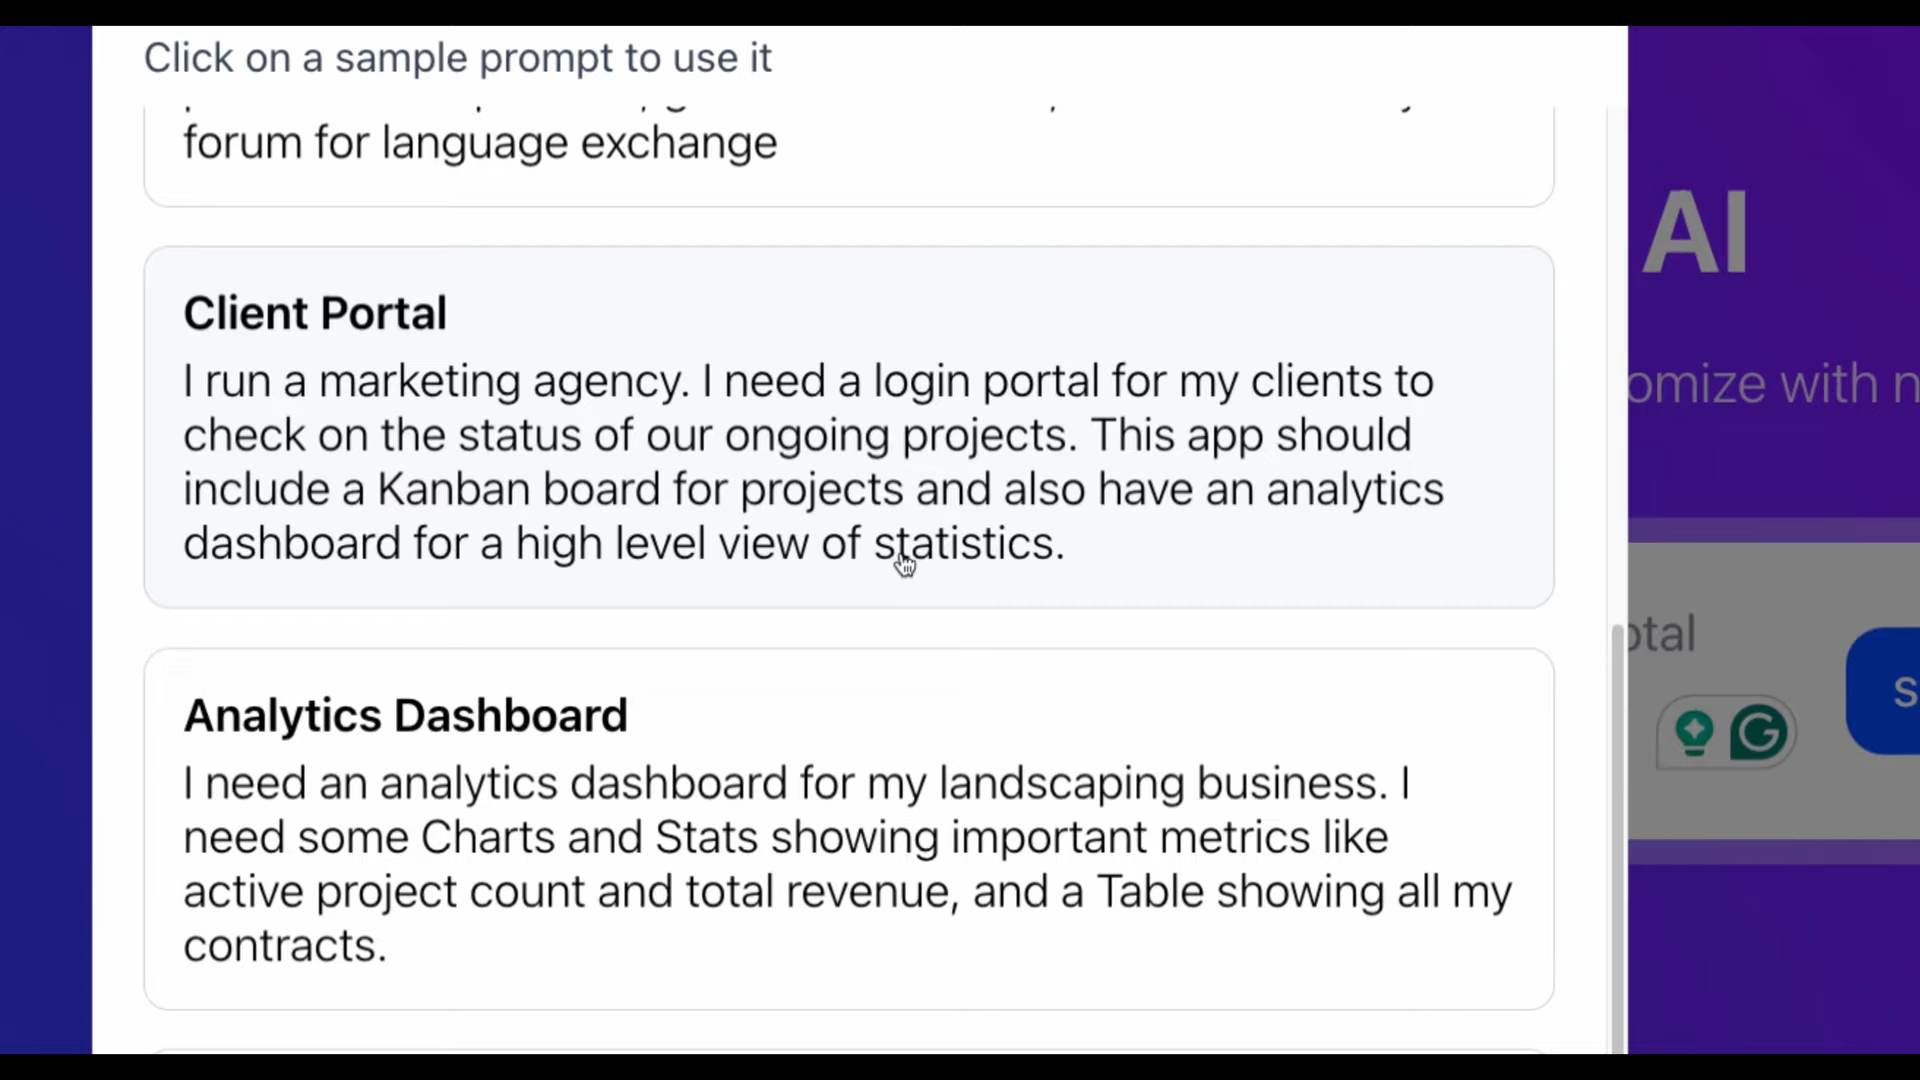 Click on a sample prompt to use it
forum for language exchange
Client Portal
I run a marketing agency. I need a login portal for my clients to
check on the status of our ongoing projects. This app should
include a Kanban board for projects and also have an analytics
dashboard for a high level view of statistics.
Analytics Dashboard
I need an analytics dashboard for my landscaping business. I
need some Charts and Stats showing important metrics like
active project count and total revenue, and a Table showing all my
contracts.
AI
with